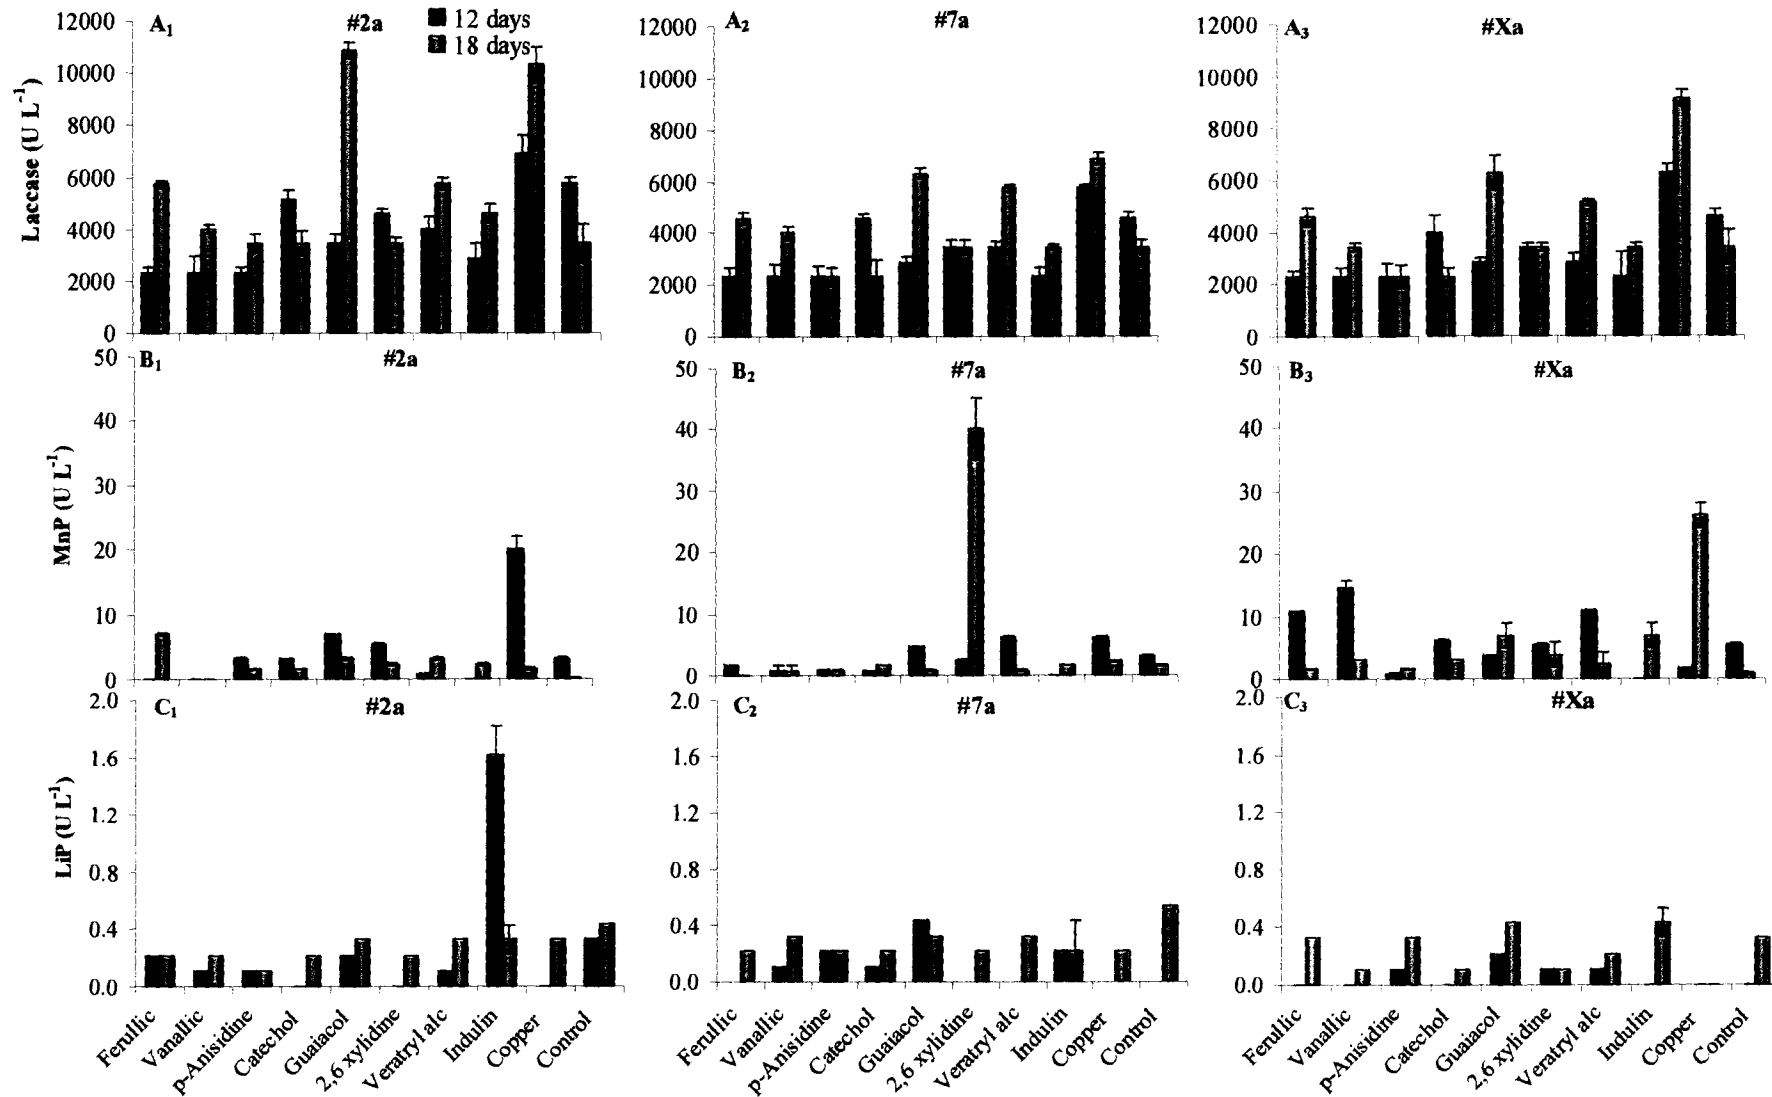 A1 #2a
12 days
18 days
Laccase (U L-1)
12000
10000
8000
6000
4000
2000
0
A2 #7a
12000
10000
8000
6000
4000
2000
0
A3 #Xa
12000
10000
8000
6000
4000
2000
0
B1 #2a
MnP (U L-1)
50
40
30
20
10
0
B2 #7a
50
40
30
20
10
0
B3 #Xa
50
40
30
20
10
0
C1 #2a
LiP (U L-1)
2.0
1.6
1.2
0.8
0.4
0.0
Ferullic
Vanallic
p-Anisidine
Catechol
Guaiacol
2,6 xylidine
Veratryl alc
Indulin
Copper
Control
C2 #7a
2.0
1.6
1.2
0.8
0.4
0.0
Ferullic
Vanallic
p-Anisidine
Catechol
Guaiacol
2,6 xylidine
Veratryl alc
Indulin
Copper
Control
C3 #Xa
2.0
1.6
1.2
0.8
0.4
0.0
Ferullic
Vanallic
p-Anisidine
Catechol
Guaiacol
2,6 xylidine
Veratryl alc
Indulin
Copper
Control